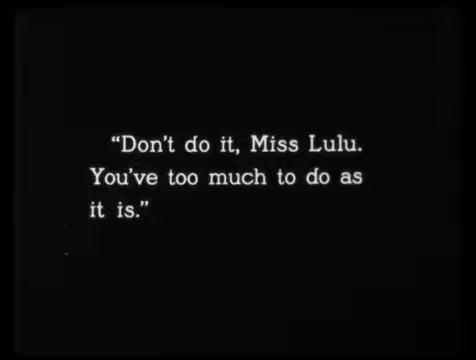 “Don't do it, Miss Lulu.
You've too much to do as
it is.”